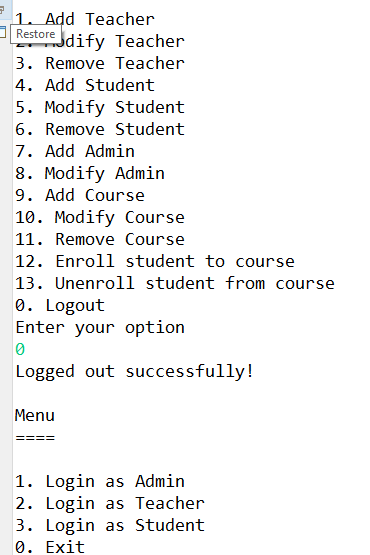 1. Add Teacher
Restore
2. Modify Teacher
3. Remove Teacher
4. Add Student
5. Modify Student
6. Remove Student
7. Add Admin
8. Modify Admin
9. Add Course
10. Modify Course
11. Remove Course
12. Enroll student to course
13. Unenroll student from course
0. Logout
Enter your option
0
Logged out successfully!
Menu
====
1. Login as Admin
2. Login as Teacher
3. Login as Student
0. Exit